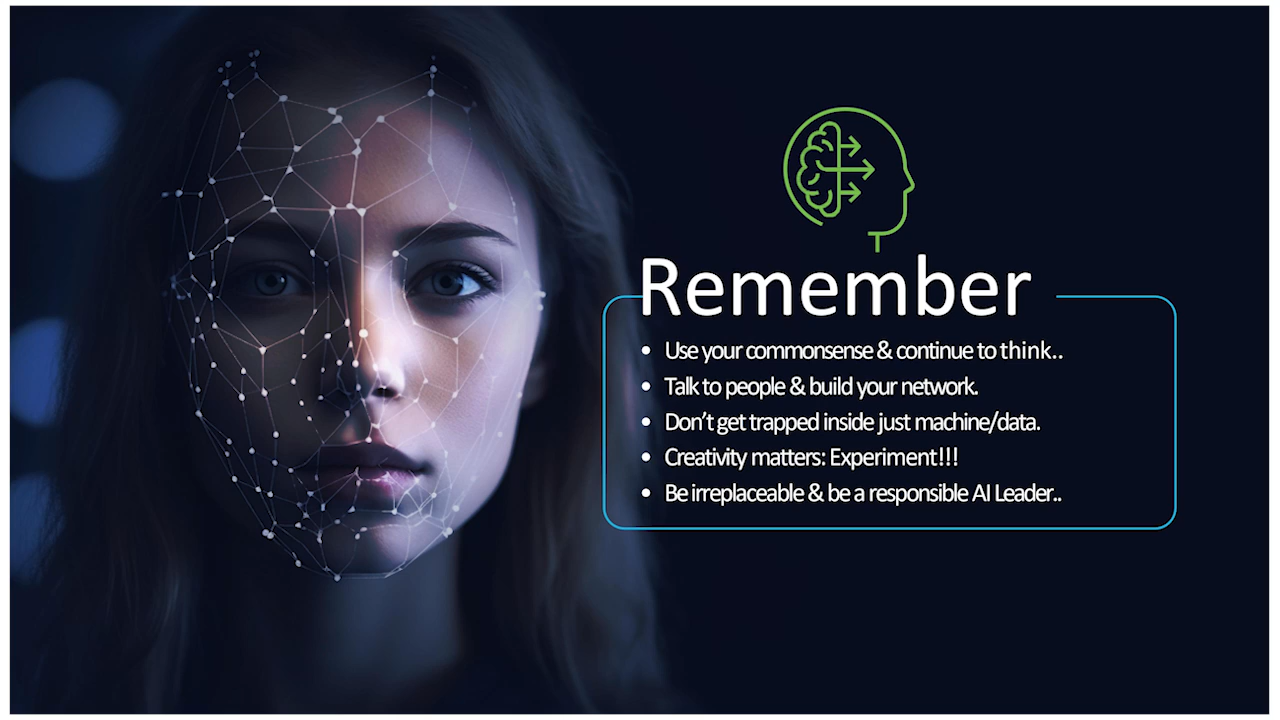 Remember
• Use your commonsense & continue to think..
• Talk to people & build your network.
• Don’t get trapped inside just machine/data.
• Creativity matters: Experiment!!!
• Be irreplaceable & be a responsible AI Leader..